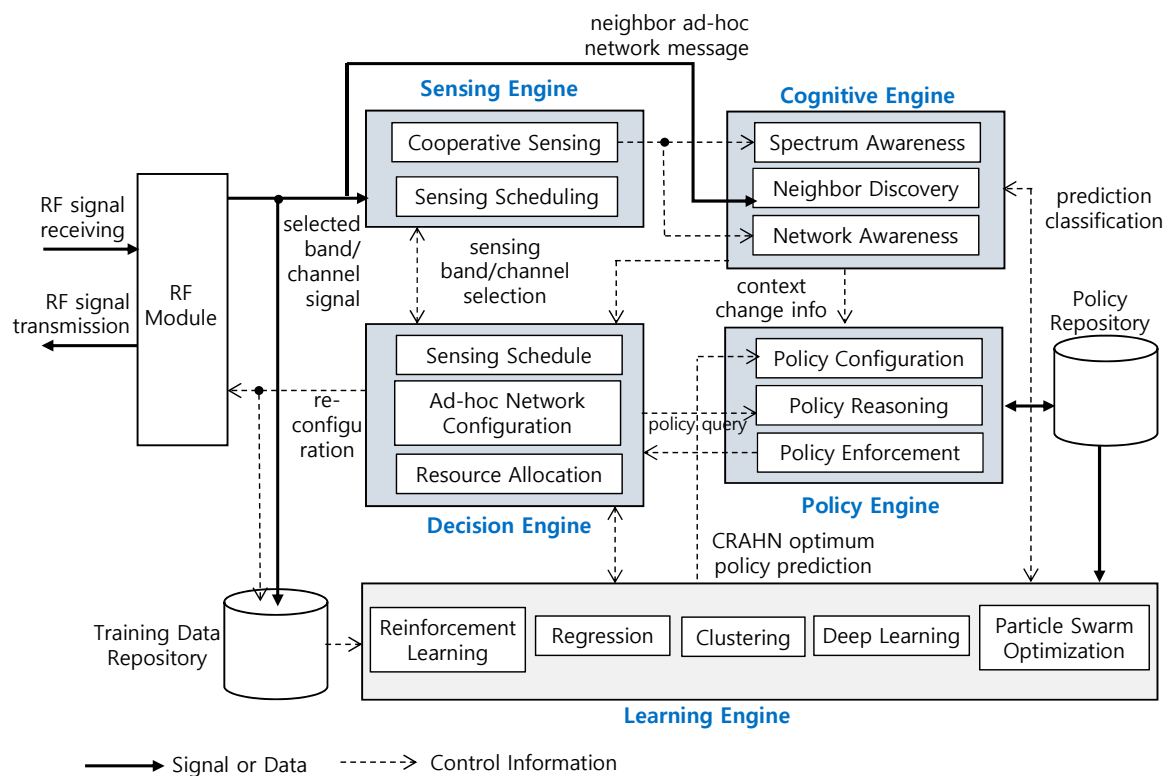 neighbor ad-hoc
network message
Sensing Engine
Cognitive Engine
Cooperative Sensing
Sensing Scheduling
Spectrum Awareness
Neighbor Discovery
Network Awareness
RF signal
receiving
RF signal
transmission
RF
Module
selected
band/
channel
signal
sensing
band/channel
selection
prediction
classification
context
change info
Policy
Repository
Sensing Schedule
Ad-hoc Network
Configuration
Resource Allocation
Decision Engine
re-
configu
ration
policy query
Policy Configuration
Policy Reasoning
Policy Enforcement
Policy Engine
CRAHN optimum
policy prediction
Training Data
Repository
Reinforcement
Learning
Regression
Clustering
Deep Learning
Particle Swarm
Optimization
Learning Engine
Signal or Data
Control Information